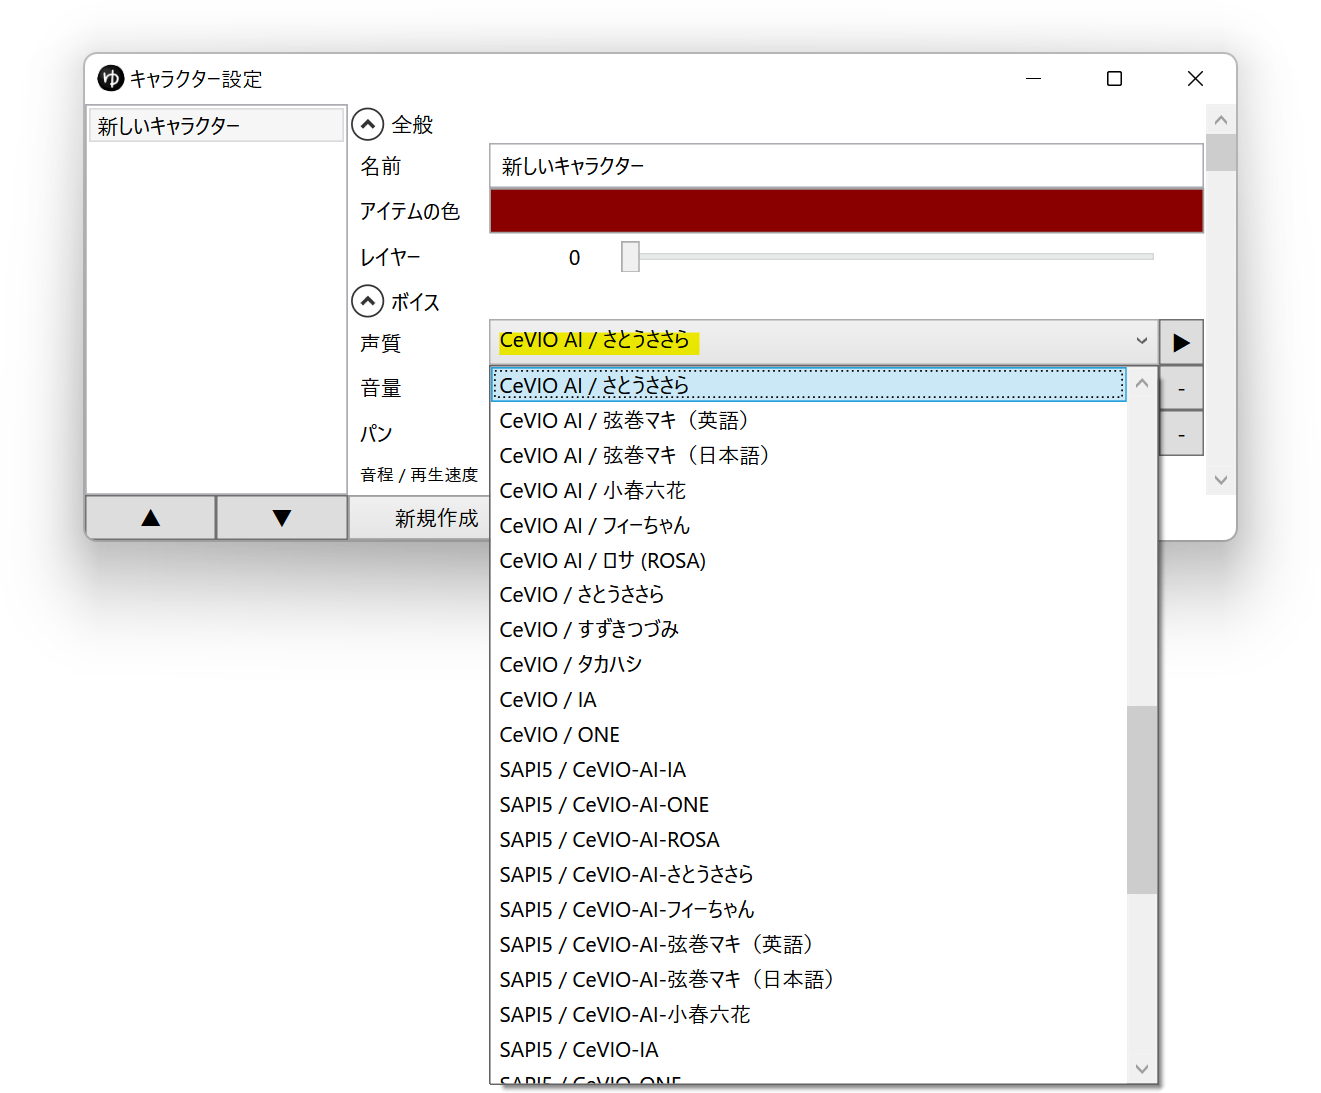 ゆ キャラクター設定
新しいキャラクター
全般
名前
新しいキャラクター
アイテムの色
レイヤー
0
ボイス
声質
CeVIO AI / さとうささら
音量
-
パン
-
音程 / 再生速度
CeVIO AI / さとうささら
CeVIO AI / 弦巻マキ（英語）
CeVIO AI / 弦巻マキ（日本語）
CeVIO AI / 小春六花
CeVIO AI / フィーちゃん
CeVIO AI / ロサ (ROSA)
CeVIO / さとうささら
CeVIO / すずきつづみ
CeVIO / タカハシ
CeVIO / IA
CeVIO / ONE
SAPI5 / CeVIO-AI-IA
SAPI5 / CeVIO-AI-ONE
SAPI5 / CeVIO-AI-ROSA
SAPI5 / CeVIO-AI-さとうささら
SAPI5 / CeVIO-AI-フィーちゃん
SAPI5 / CeVIO-AI-弦巻マキ（英語）
SAPI5 / CeVIO-AI-弦巻マキ（日本語）
SAPI5 / CeVIO-AI-小春六花
SAPI5 / CeVIO-IA
SAPI5 / CeVIO-ONE
▲ ▼ 新規作成